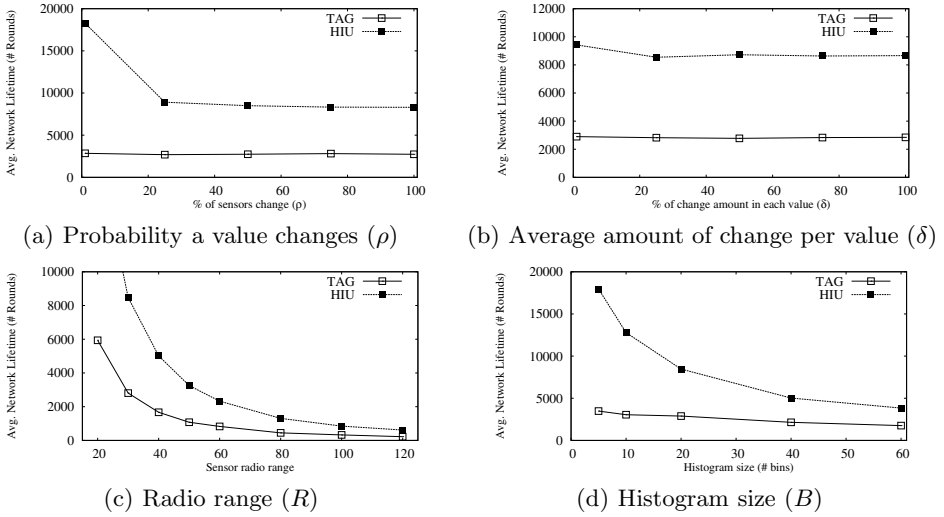 Avg. Network Lifetime (# Rounds)
20000
15000
10000
5000
0
0 20 40 60 80 100
% of sensors change (ρ)
TAG
HIU
(a) Probability a value changes (ρ)
Avg. Network Lifetime (# Rounds)
12000
10000
8000
6000
4000
2000
0
0 20 40 60 80 100
% of change amount in each value (δ)
TAG
HIU
(b) Average amount of change per value (δ)
Avg. Network Lifetime (# Rounds)
10000
8000
6000
4000
2000
0
20 40 60 80 100 120
Sensor radio range
TAG
HIU
(c) Radio range (R)
Avg. Network Lifetime (# Rounds)
20000
15000
10000
5000
0
0 10 20 30 40 50 60
Histogram size (# bins)
TAG
HIU
(d) Histogram size (B)